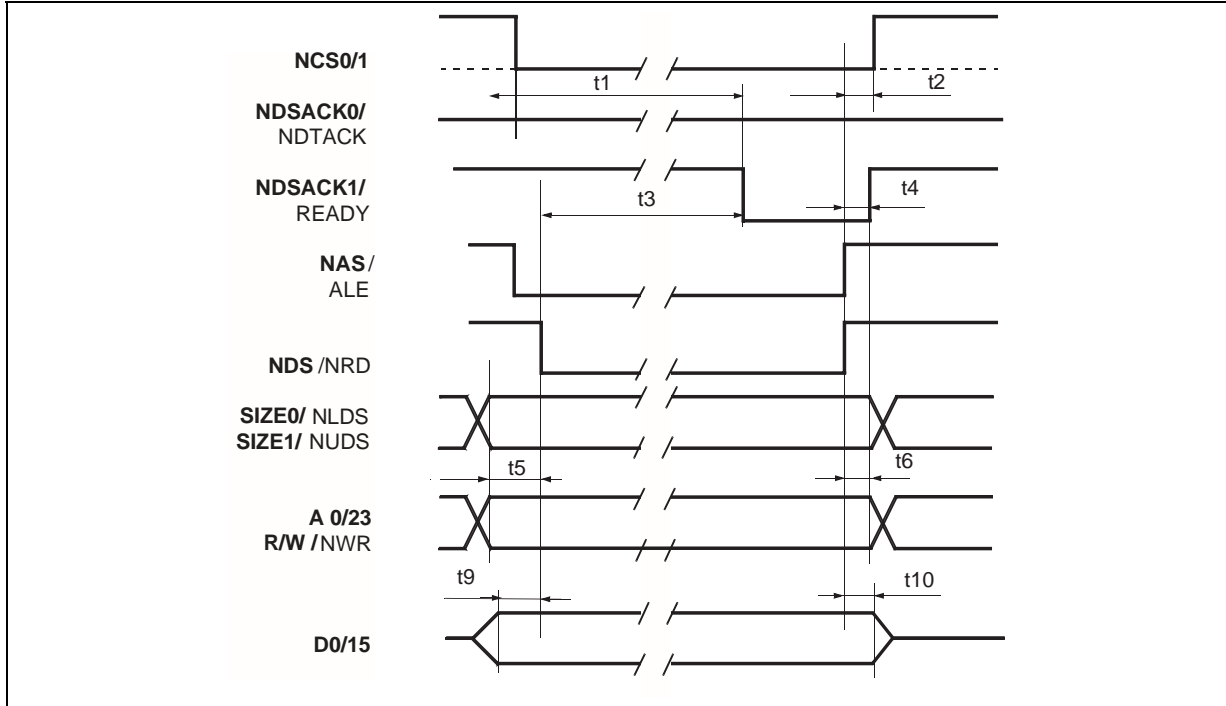 NCS0/1
t1
t2
NDSACK0/
NDTACK
NDSACK1/
READY
t3
t4
NAS/
ALE
NDS /NRD
SIZE0/ NLDS
SIZE1/ NUDS
t5
t6
A 0/23
R/W /NWR
t9
t10
D0/15